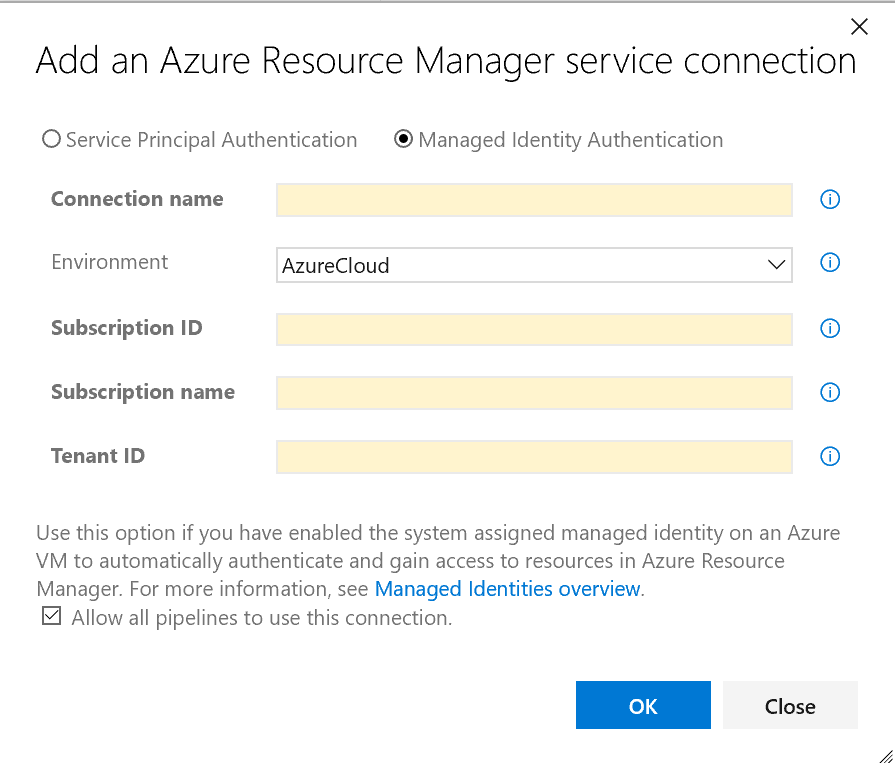 Add an Azure Resource Manager service connection
Service Principal Authentication Managed Identity Authentication
Connection name
Environment AzureCloud
Subscription ID
Subscription name
Tenant ID
Use this option if you have enabled the system assigned managed identity on an Azure
VM to automatically authenticate and gain access to resources in Azure Resource
Manager. For more information, see Managed Identities overview.
Allow all pipelines to use this connection.
OK Close